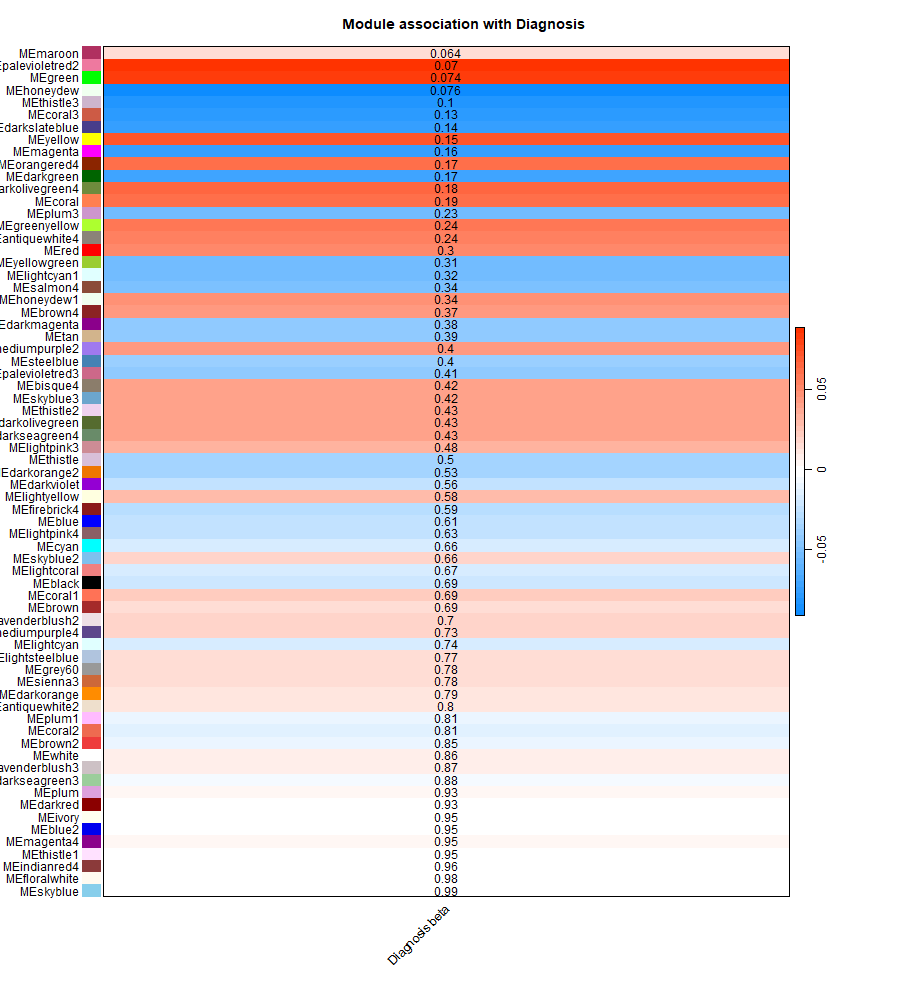 Module association with Diagnosis
MEmaroon 0.064
Epalevioletred2 0.07
MEgreen 0.074
MEhoneydew 0.076
MEthistle3 0.1
MEcoral3 0.13
Edarkslateblue 0.14
MEyellow 0.15
MEmagenta 0.16
MEorangered4 0.17
MEdarkgreen 0.17
arkolivegreen4 0.18
MEcoral 0.19
MEplum3 0.23
MEgreenyellow 0.24
Eantiquewhite4 0.24
MEred 0.3
MEyellowgreen 0.31
MElightcyan1 0.32
MEsalmon4 0.34
MEhoneydew1 0.34
MEbrown4 0.37
Edarkmagenta 0.38
MEtan 0.39
nediumpurple2 0.4
MEsteelblue 0.4
Epalevioletred3 0.41
MEbisque4 0.42
MEskyblue3 0.42
MEthistle2 0.43
darkolivegreen 0.43
darkseagreen4 0.43
MElightpink3 0.48
MEthistle 0.5
MEdarkorange2 0.53
MEdarkviolet 0.56
MElightyellow 0.58
MEfirebrick4 0.59
MEblue 0.61
MElightpink4 0.63
MEcyan 0.66
MEskyblue2 0.66
MElightcoral 0.67
MEblack 0.69
MEcoral1 0.69
MEbrown 0.69
avenderblush2 0.7
nediumpurple4 0.73
MElightcyan 0.74
Elightsteelblue 0.77
MEgrey60 0.78
MEsienna3 0.78
MEdarkorange 0.79
Eantiquewhite2 0.8
MEplum1 0.81
MEcoral2 0.81
MEbrown2 0.85
MEwhite 0.86
avenderblush3 0.87
darkseagreen3 0.88
MEplum 0.93
MEdarkred 0.93
MEivory 0.95
MEblue2 0.95
MEmagenta4 0.95
MEthistle1 0.95
MEindianred4 0.96
MEfloralwhite 0.98
MEskyblue 0.99
Diagnosis beta
0.05
0
-0.05